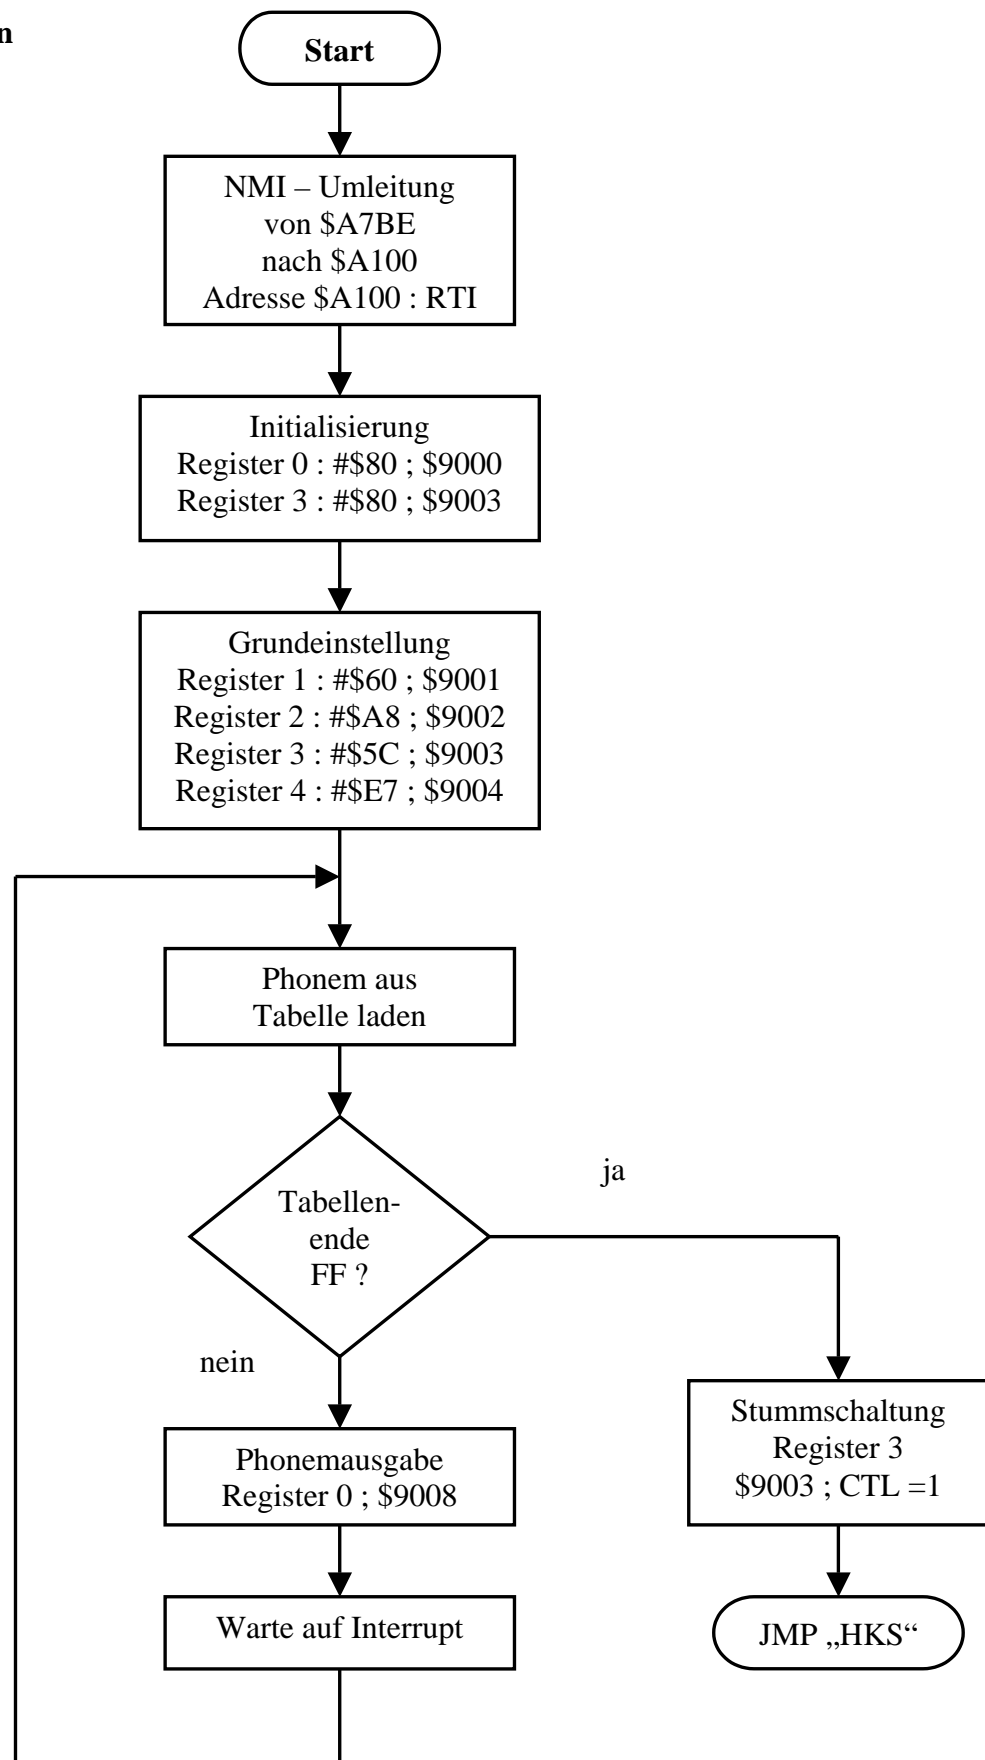 n
Start
NMI – Umleitung
von $A7BE
nach $A100
Adresse $A100 : RTI
Initialisierung
Register 0 : #$80 ; $9000
Register 3 : #$80 ; $9003
Grundeinstellung
Register 1 : #$60 ; $9001
Register 2 : #$A8 ; $9002
Register 3 : #$5C ; $9003
Register 4 : #$E7 ; $9004
Phonem aus
Tabelle laden
Tabellen-
ende
FF ?
ja
nein
Phonemausgabe
Register 0 ; $9008
Warte auf Interrupt
Stummschaltung
Register 3
$9003 ; CTL =1
JMP „HKS“